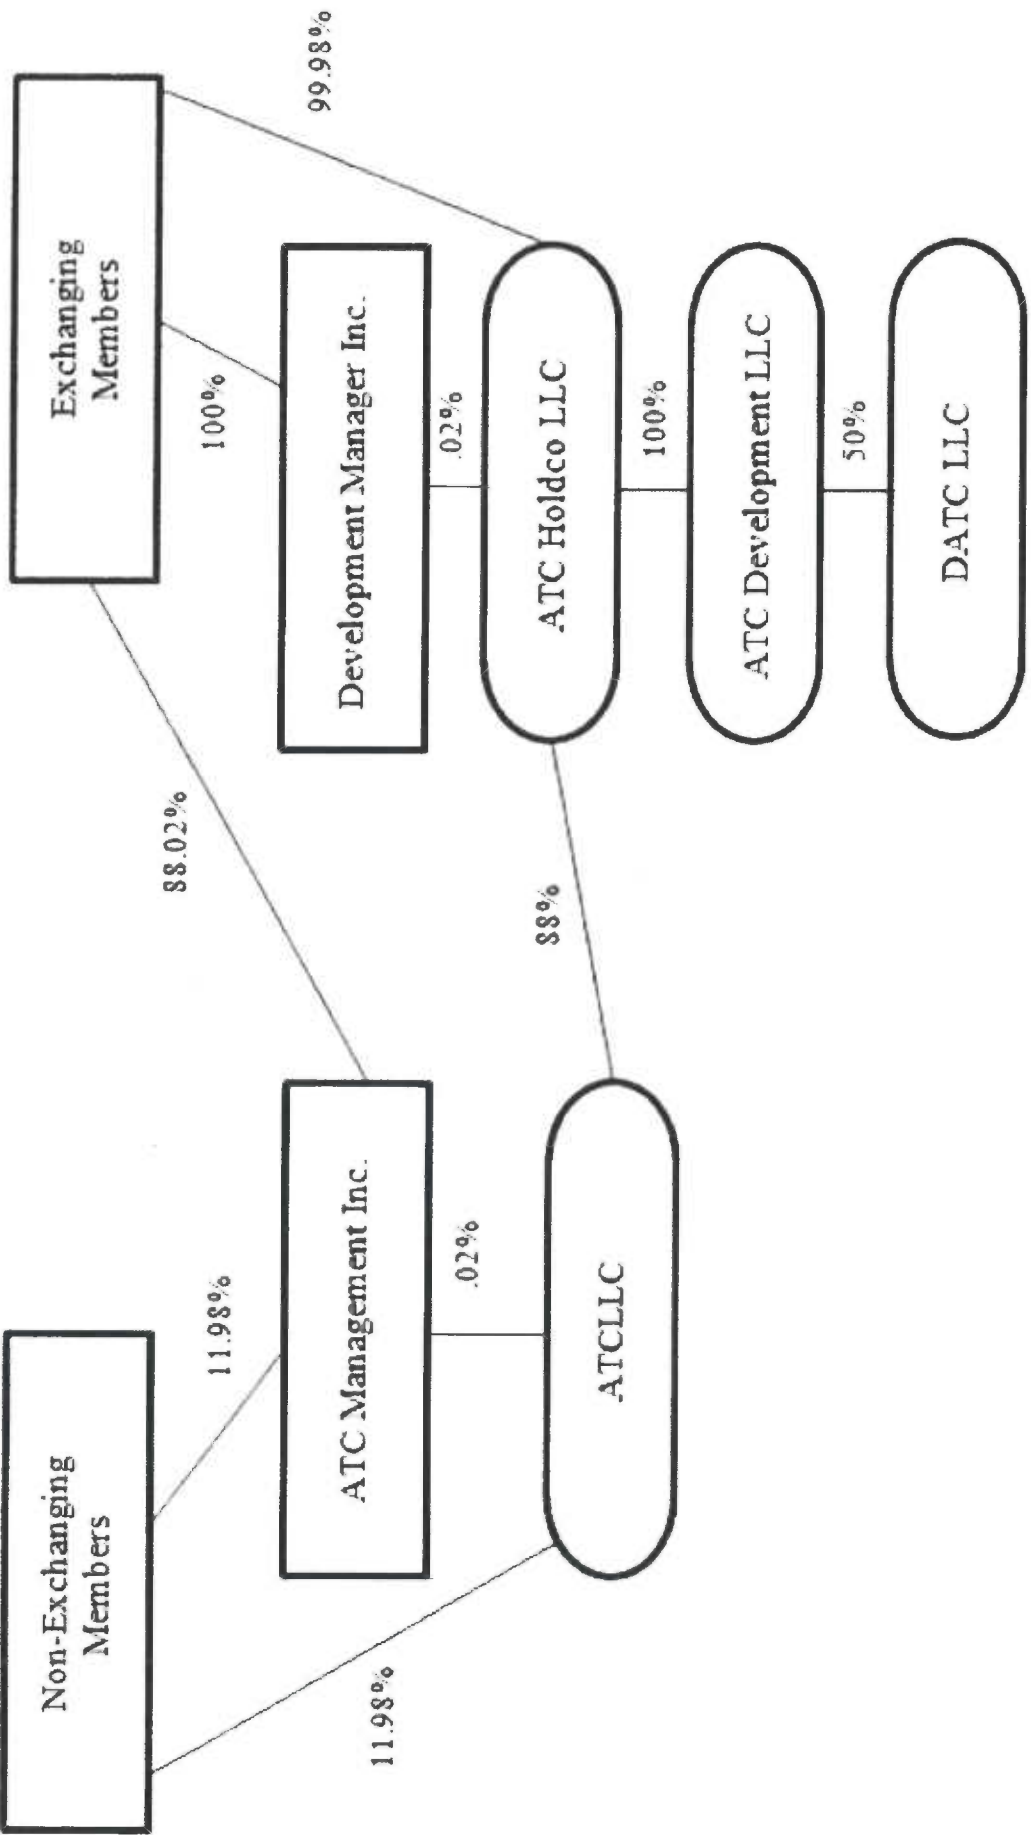 Non-Exchanging
Members
Exchanging
Members
11.98%
88.02%
100%
99.98%
11.98%
ATC Management Inc.
Development Manager Inc.
.02%
.02%
ATCLLC
88%
ATC Holdco LLC
100%
ATC Development LLC
50%
DATC LLC